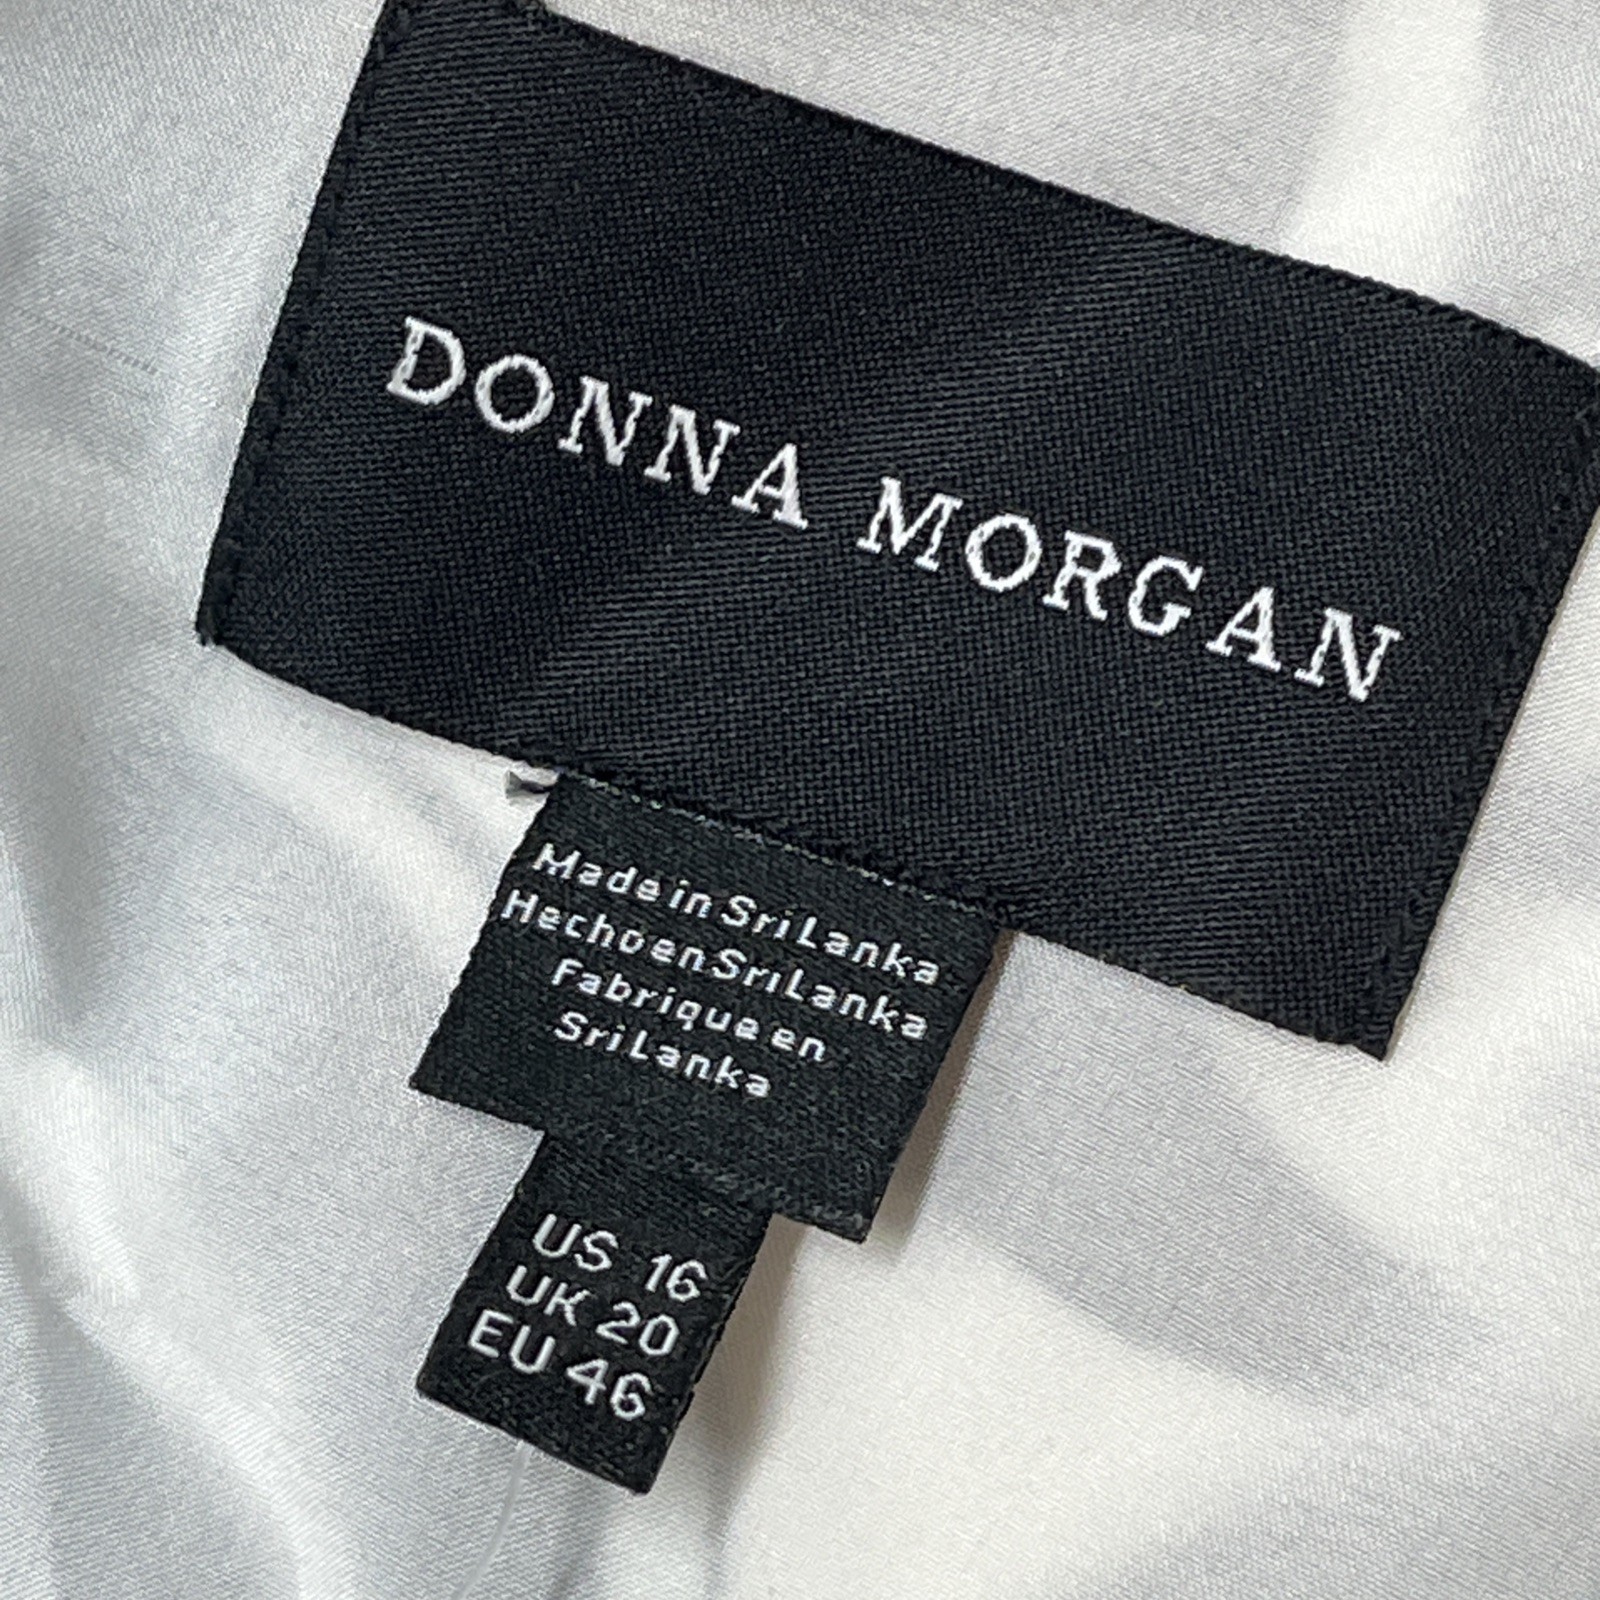 DONNA MORGAN
Made in Sri Lanka
Hecho en Sri Lanka
Fabrique en
Sri Lanka
US 16
UK 20
EU 46